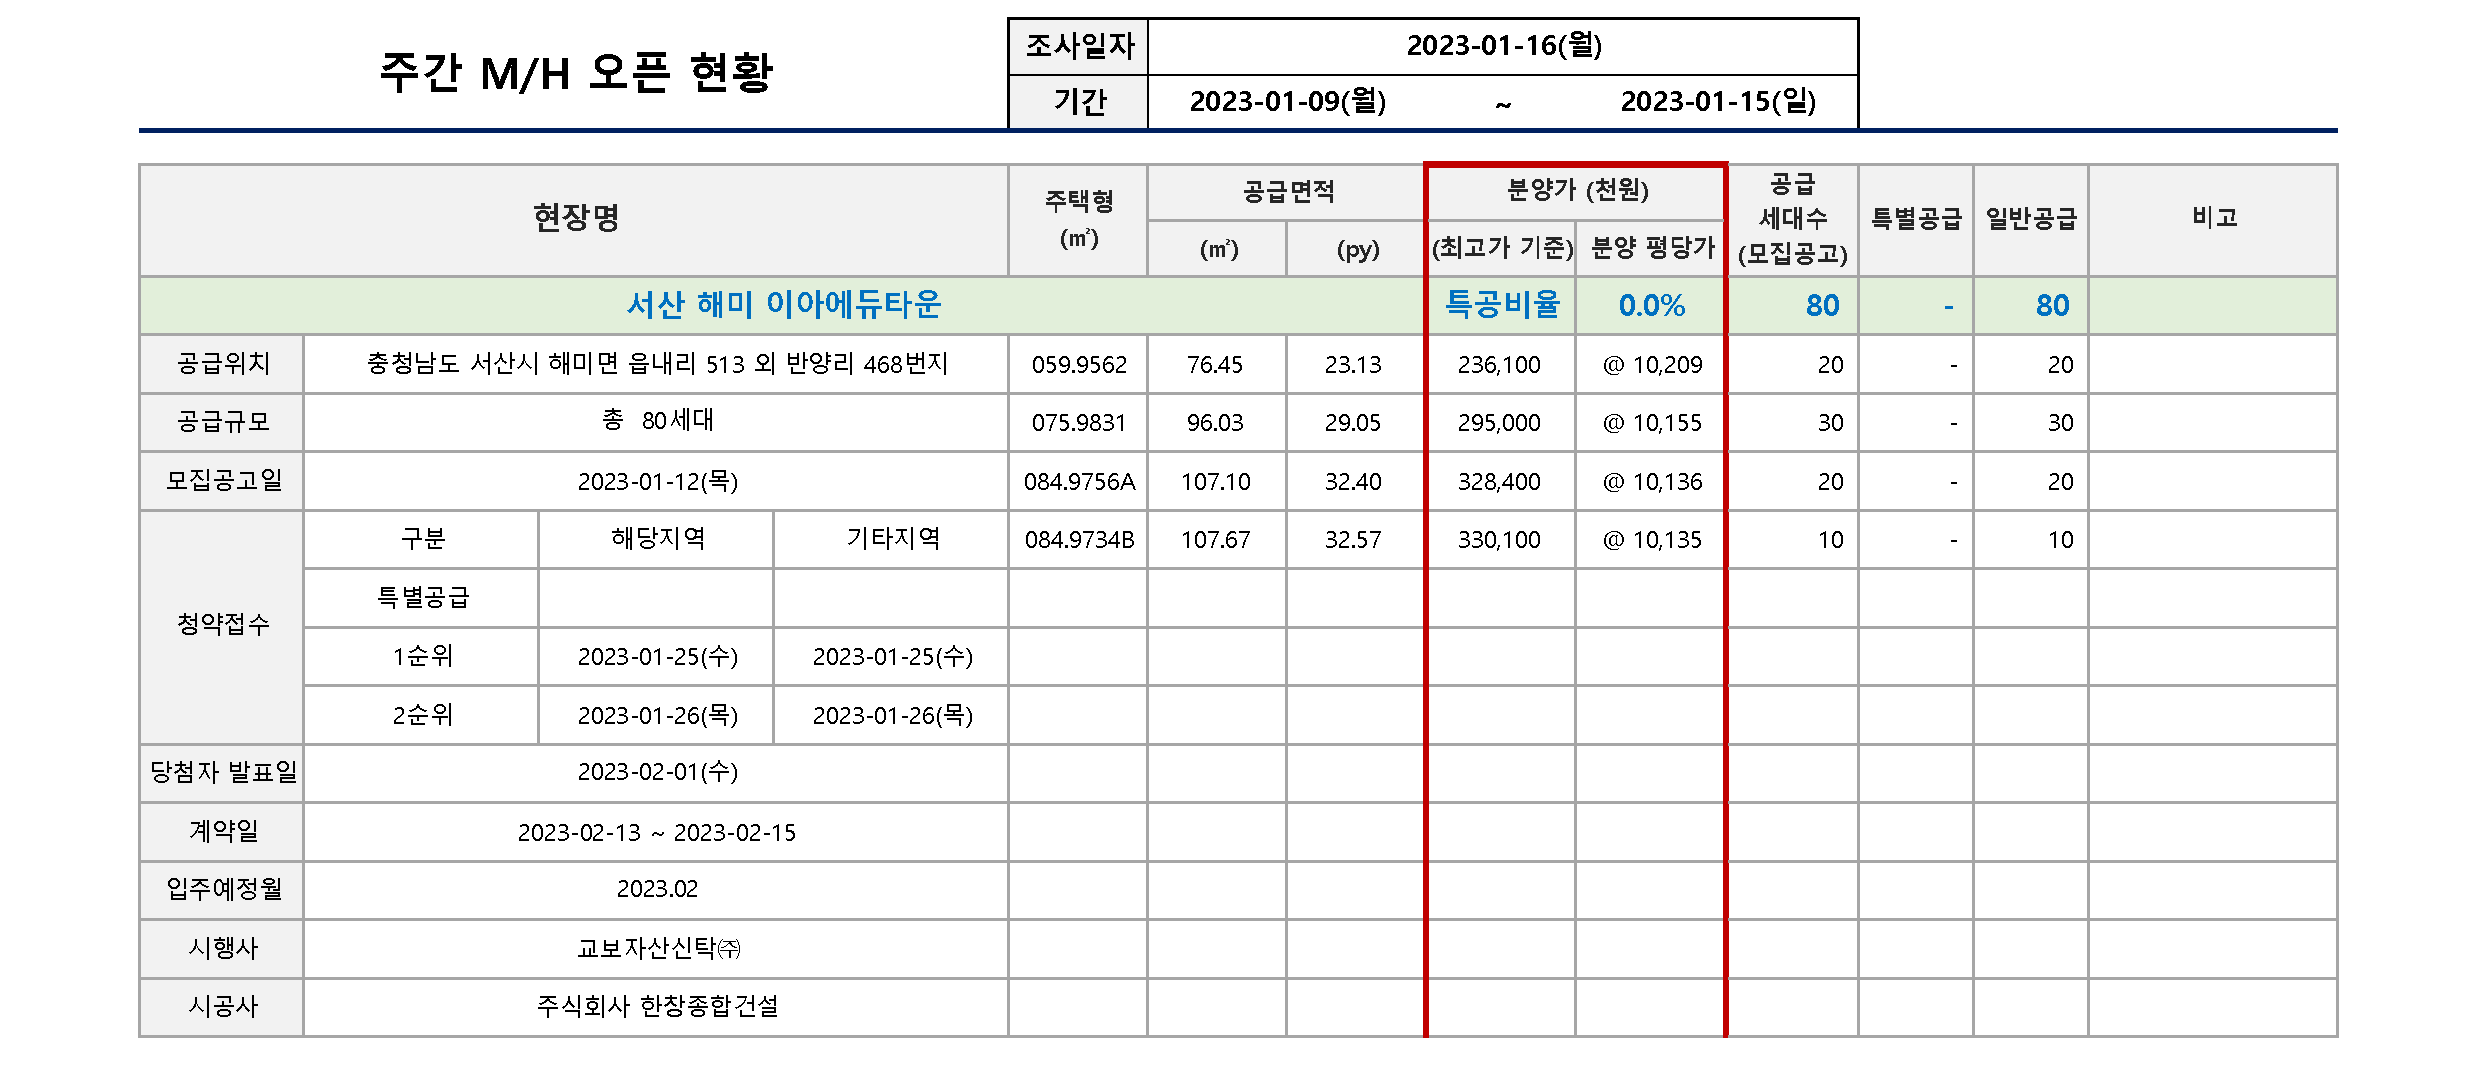 주간 M/H 오픈 현황
조사일자 2023-01-16(월)
기간 2023-01-09(월) ~ 2023-01-15(일)
현장명 주택형 (㎡) 공급면적 분양가 (천원) 공급 세대수 (모집공고) 특별공급 일반공급 비고
(㎡) (py) (최고가 기준) 분양 평당가
서산 해미 이아에듀타운 특공비율 0.0% 80 - 80
공급위치 충청남도 서산시 해미면 읍내리 513 외 반양리 468번지 059.9562 76.45 23.13 236,100 @ 10,209 20 - 20
공급규모 총 80세대 075.9831 96.03 29.05 295,000 @ 10,155 30 - 30
모집공고일 2023-01-12(목) 084.9756A 107.10 32.40 328,400 @ 10,136 20 - 20
청약접수 구분 해당지역 기타지역 084.9734B 107.67 32.57 330,100 @ 10,135 10 - 10
특별공급
1순위 2023-01-25(수) 2023-01-25(수)
2순위 2023-01-26(목) 2023-01-26(목)
당첨자 발표일 2023-02-01(수)
계약일 2023-02-13 ~ 2023-02-15
입주예정월 2023.02
시행사 교보자산신탁㈜
시공사 주식회사 한창종합건설